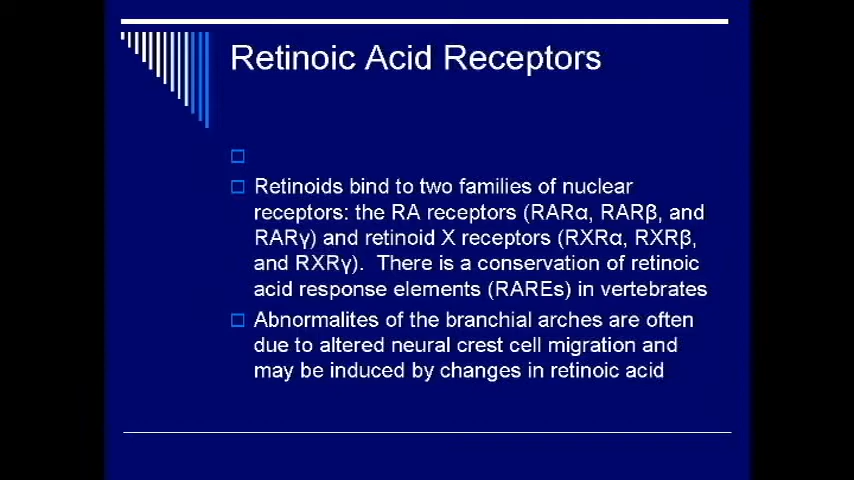 Retinoic Acid Receptors
Retinoids bind to two families of nuclear
receptors: the RA receptors (RARα, RARβ, and
RARγ) and retinoid X receptors (RXRα, RXRβ,
and RXRγ).  There is a conservation of retinoic
acid response elements (RAREs) in vertebrates
Abnormalites of the branchial arches are often
due to altered neural crest cell migration and
may be induced by changes in retinoic acid